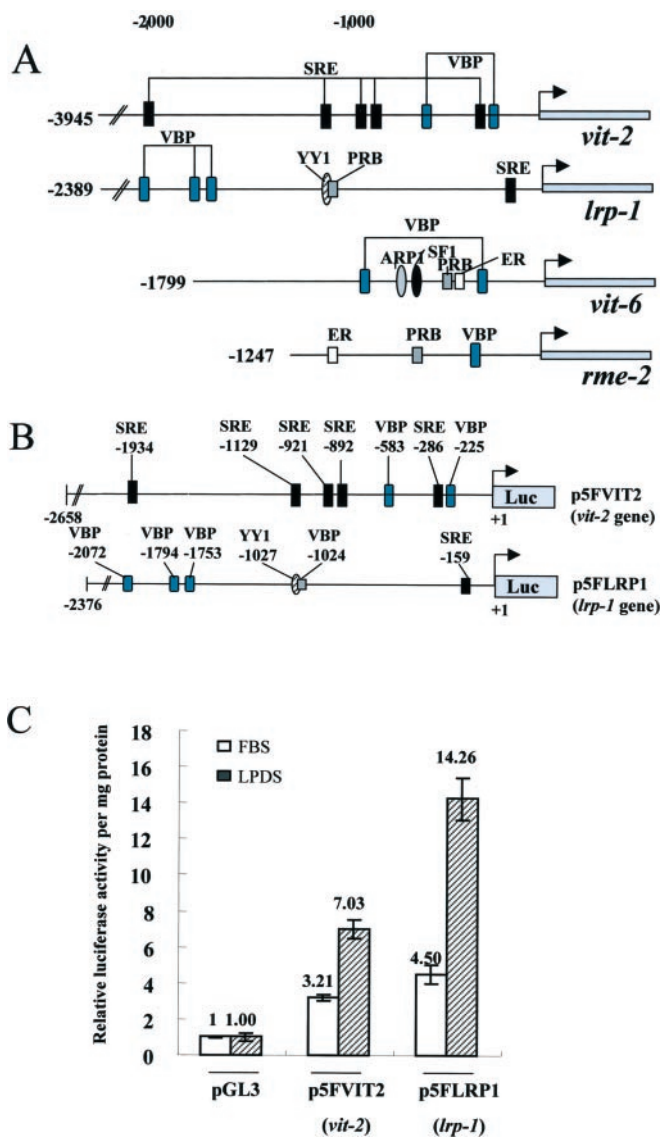 -2000 -1000
A
SRE VBP
-3945
vit-2
VBP YY1 PRB SRE
-2389
lrp-1
VBP
ARP1 SF1 PRB ER
-1799
vit-6
ER PRB VBP
-1247
rme-2
B
SRE SRE SRE SRE VBP SRE VBP
-1934 -1129 -921 -892 -583 -286 -225
Luc p5FVIT2
-2658 +1 (vit-2 gene)
VBP VBP VBP YY1 VBP SRE
-2072 -1794 -1753 -1027 -1024 -159
Luc p5FLRP1
-2376 +1 (lrp-1 gene)
C
Relative luciferase activity per mg protein
18
16
14
12
10
8
6
4
2
0
FBS
LPDS
1 1.00
3.21 7.03
4.50 14.26
pGL3 p5FVIT2 p5FLRP1
(vit-2) (lrp-1)